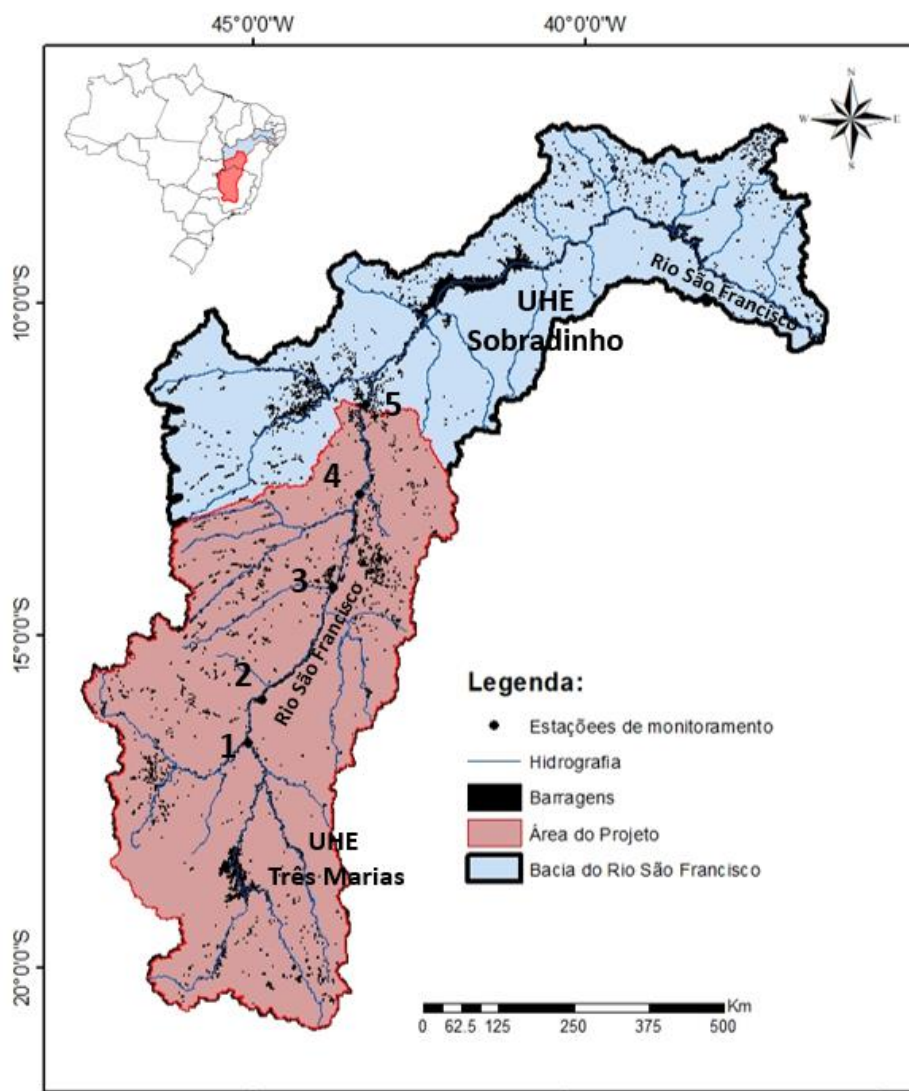 45°0'0"W
40°0'0"W
N
W
E
S
10°0'0"S
UHE
Sobradinho
Rio São Francisco
5
4
3
Rio São Francisco
15°0'0"S
2
1
Legenda:
Estaçõees de monitoramento
Hidrografia
Barragens
Área do Projeto
Bacia do Rio São Francisco
UHE
Três Marias
20°0'0"S
Km
0 62.5 125 250 375 500